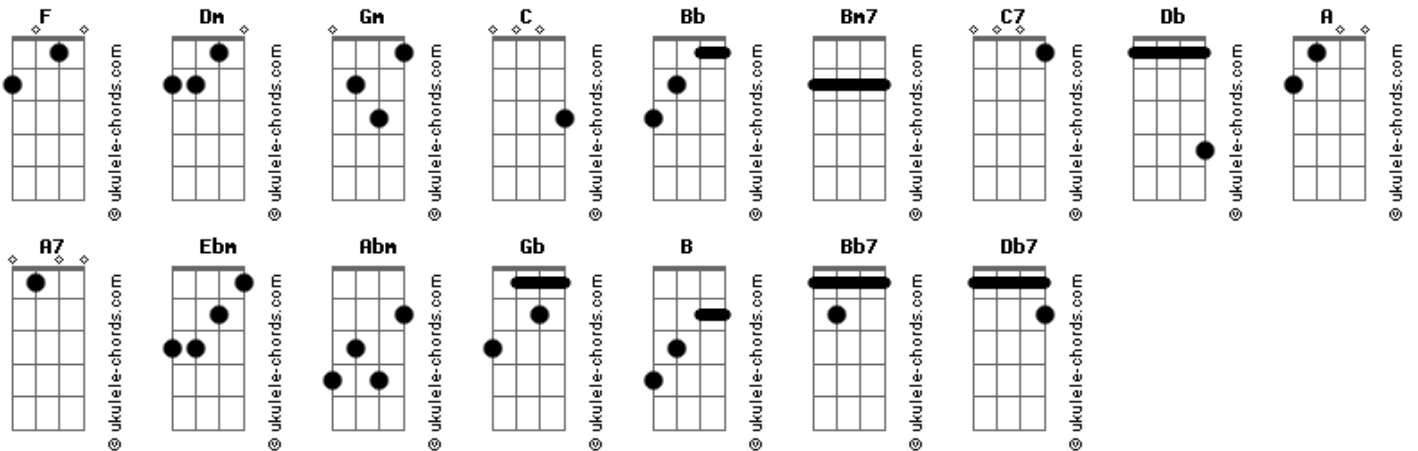 F Dm Gm C Bb Bm7 C7 Db A
© ukulele-chords.com © ukulele-chords.com © ukulele-chords.com © ukulele-chords.com © ukulele-chords.com © ukulele-chords.com © ukulele-chords.com © ukulele-chords.com © ukulele-chords.com
A7 Ebm Abm Gb B Bb7 Db7
© ukulele-chords.com © ukulele-chords.com © ukulele-chords.com © ukulele-chords.com © ukulele-chords.com © ukulele-chords.com © ukulele-chords.com